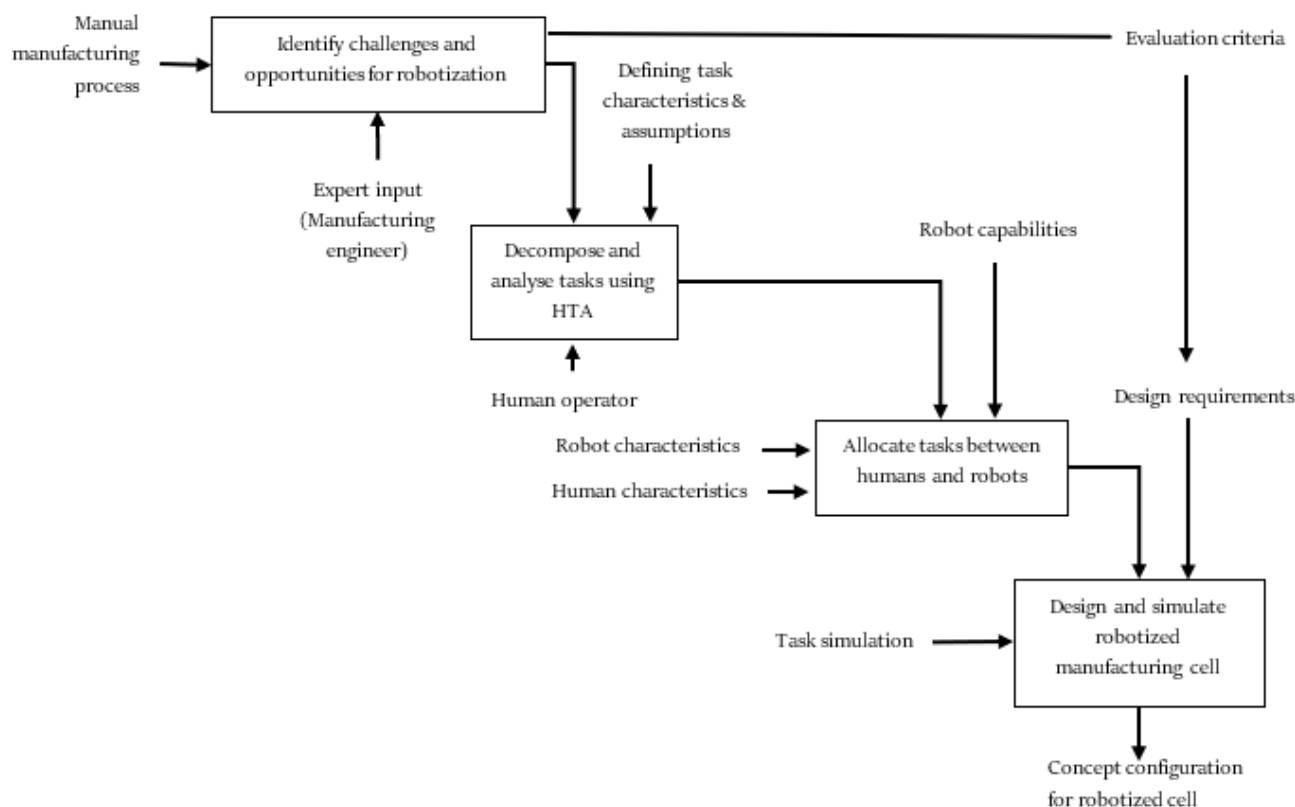 Manual
manufacturing
process
Identify challenges and
opportunities for robotization
Evaluation criteria
Defining task
characteristics &
assumptions
Expert input
(Manufacturing
engineer)
Robot capabilities
Decompose and
analyse tasks using
HTA
Human operator
Design requirements
Robot characteristics
Human characteristics
Allocate tasks between
humans and robots
Task simulation
Design and simulate
robotized
manufacturing cell
Concept configuration
for robotized cell